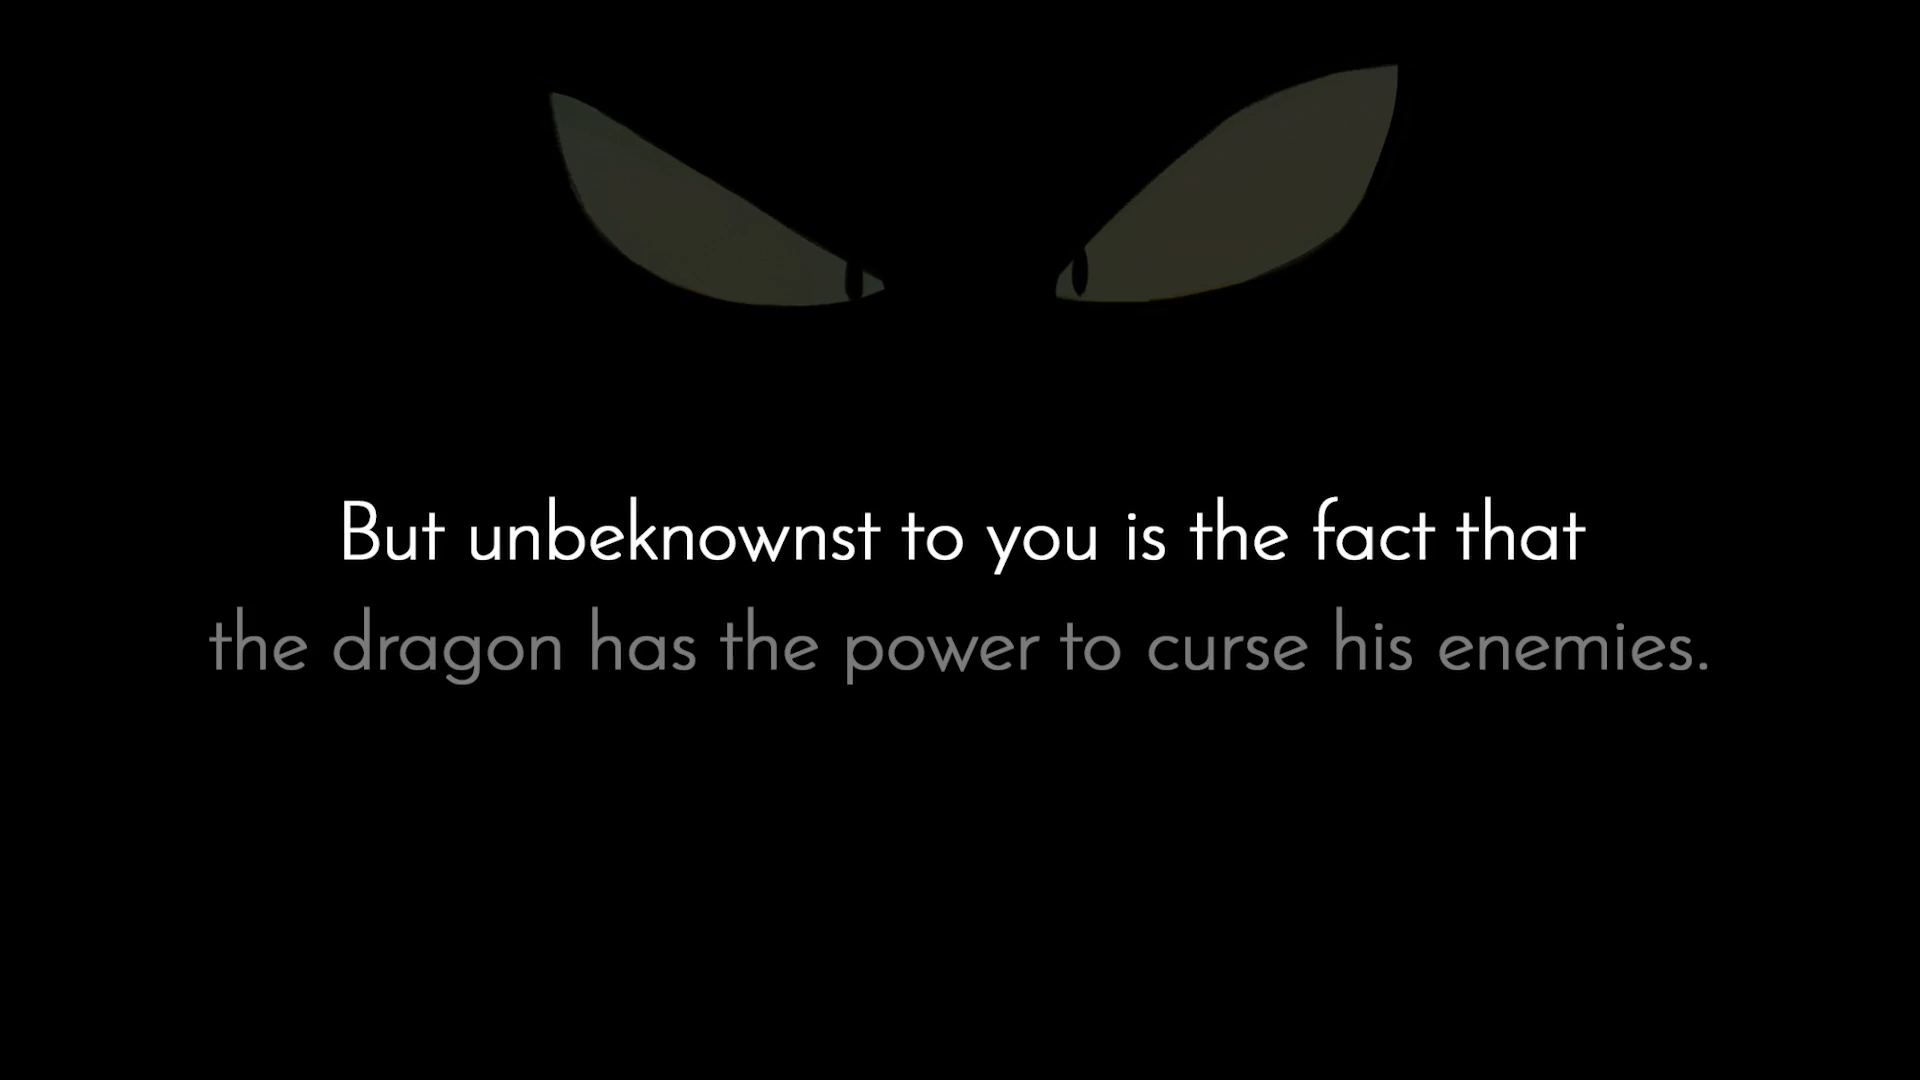 But unbeknownst to you is the fact that
the dragon has the power to curse his enemies.